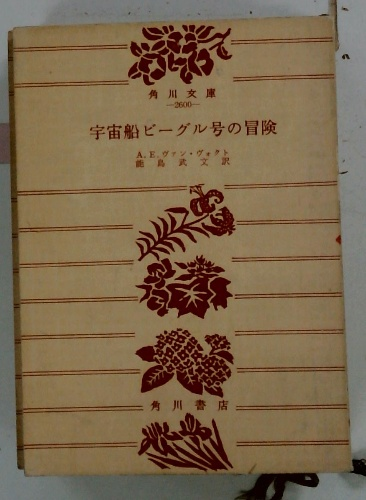 角川文庫
—2600—
宇宙船ビーグル号の冒険
A.E.ヴァン・ヴォクト
能島武文訳
角川書店